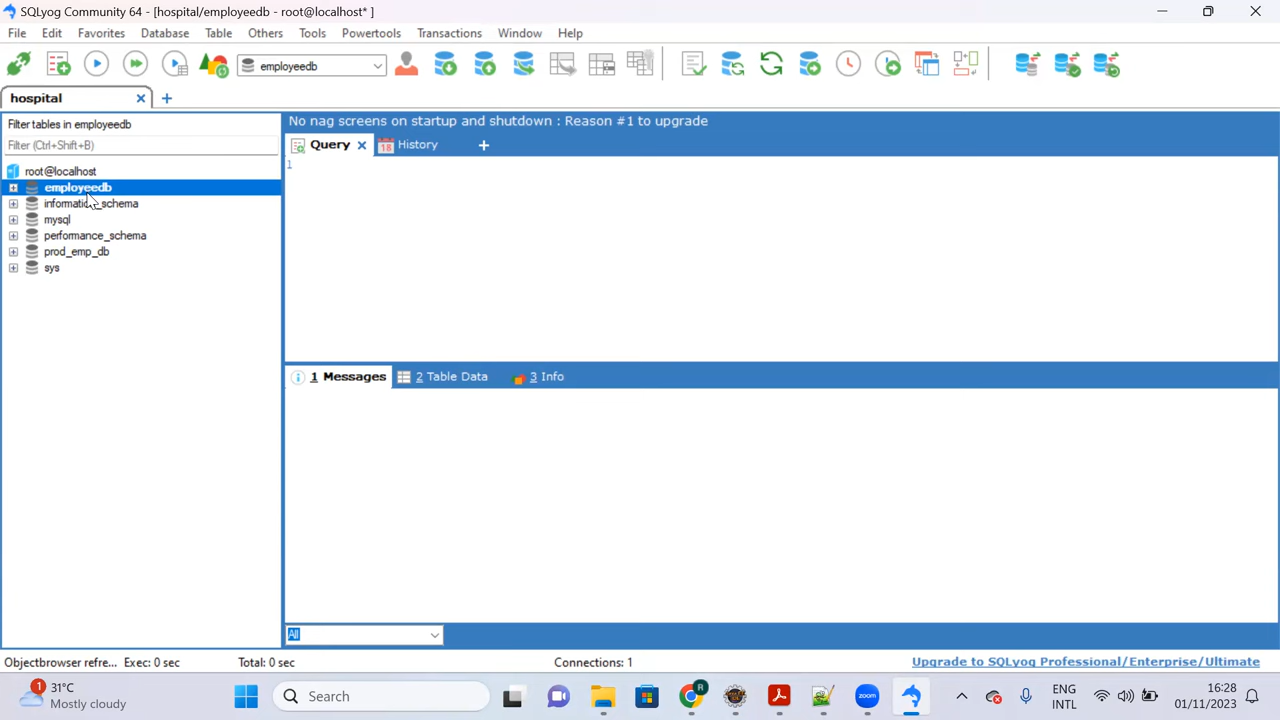 SQLyog Community 64 - [hospital/employeedb - root@localhost* ]
File Edit Favorites Database Table Others Tools Powertools Transactions Window Help
employeedb
hospital
Filter tables in employeedb
Filter (Ctrl+Shift+B)
root@localhost
employeedb
information_schema
mysql
performance_schema
prod_emp_db
sys
No nag screens on startup and shutdown : Reason #1 to upgrade
Query 18 History
1
1 Messages 2 Table Data 3 Info
All
Objectbrowser refre... Exec: 0 sec Total: 0 sec Connections: 1 Upgrade to SQLyog Professional/Enterprise/Ultimate
1 31°C
Mostly cloudy
Search
R
zoom
ENG
INTL
16:28
01/11/2023